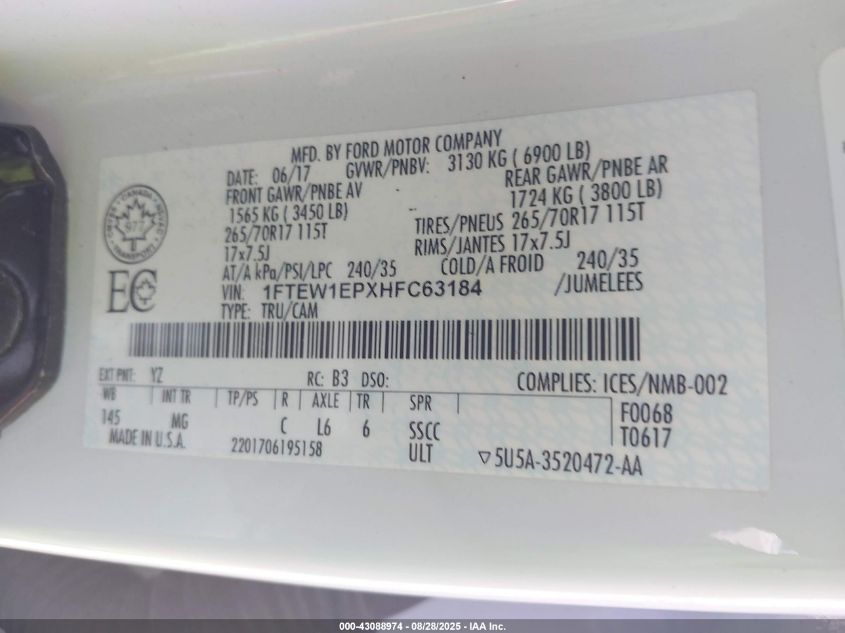 MFD. BY FORD MOTOR COMPANY
DATE: 06/17 GVWR/PNBV: 3130 KG ( 6900 LB)
FRONT GAWR/PNBE AV REAR GAWR/PNBE AR
1565 KG ( 3450 LB) 1724 KG ( 3800 LB)
265/70R17 115T TIRES/PNEUS 265/70R17 115T
17x7.5J RIMS/JANTES 17x7.5J
AT/A kPa/PSI/LPC 240/35 COLD/A FROID 240/35
VIN: 1FTEW1EPXHFC63184 /JUMELEES
TYPE: TRU/CAM
CANADA
TRANSPORT
EC
EXT PNT: YZ RC: B3 DSO: COMPLIES: ICES/NMB-002
WB INT TR TP/PS R AXLE TR SPR F0068
145 MG C L6 6 SSCC T0617
MADE IN U.S.A. 2201706195158 ULT ▽5U5A-3520472-AA
000-43088974 / 08/28/2025 - IAA Inc.